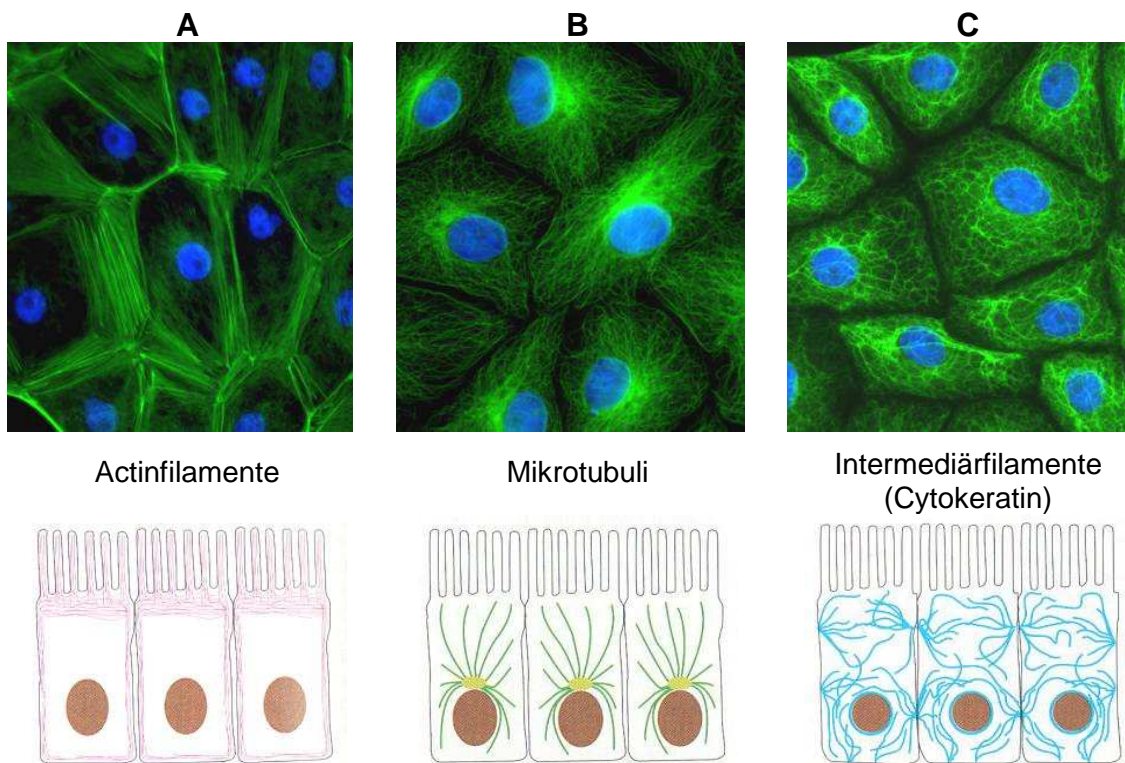 A
B
C
Actinfilamente
Mikrotubuli
Intermediärfilamente
(Cytokeratin)